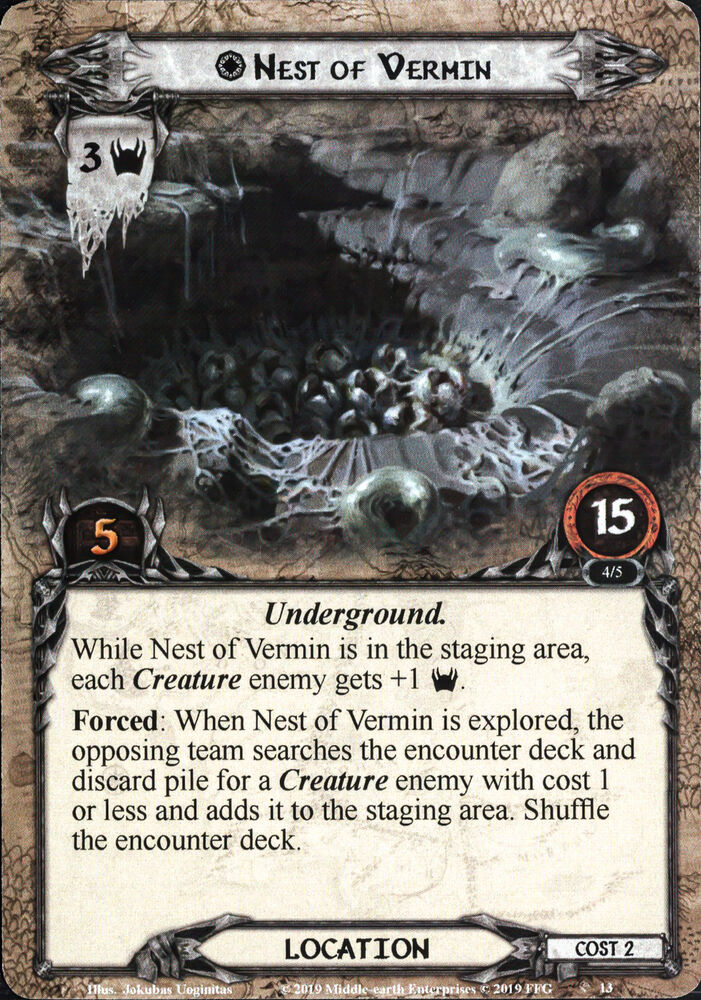 NEST OF VERMIN
3
5
15
4/5
Underground.
While Nest of Vermin is in the staging area,
each Creature enemy gets +1
Forced: When Nest of Vermin is explored, the
opposing team searches the encounter deck and
discard pile for a Creature enemy with cost 1
or less and adds it to the staging area. Shuffle
the encounter deck.
LOCATION
COST 2
Illus. Jokubas Uoginitas
© 2019 Middle-earth Enterprises © 2019 FFG
13